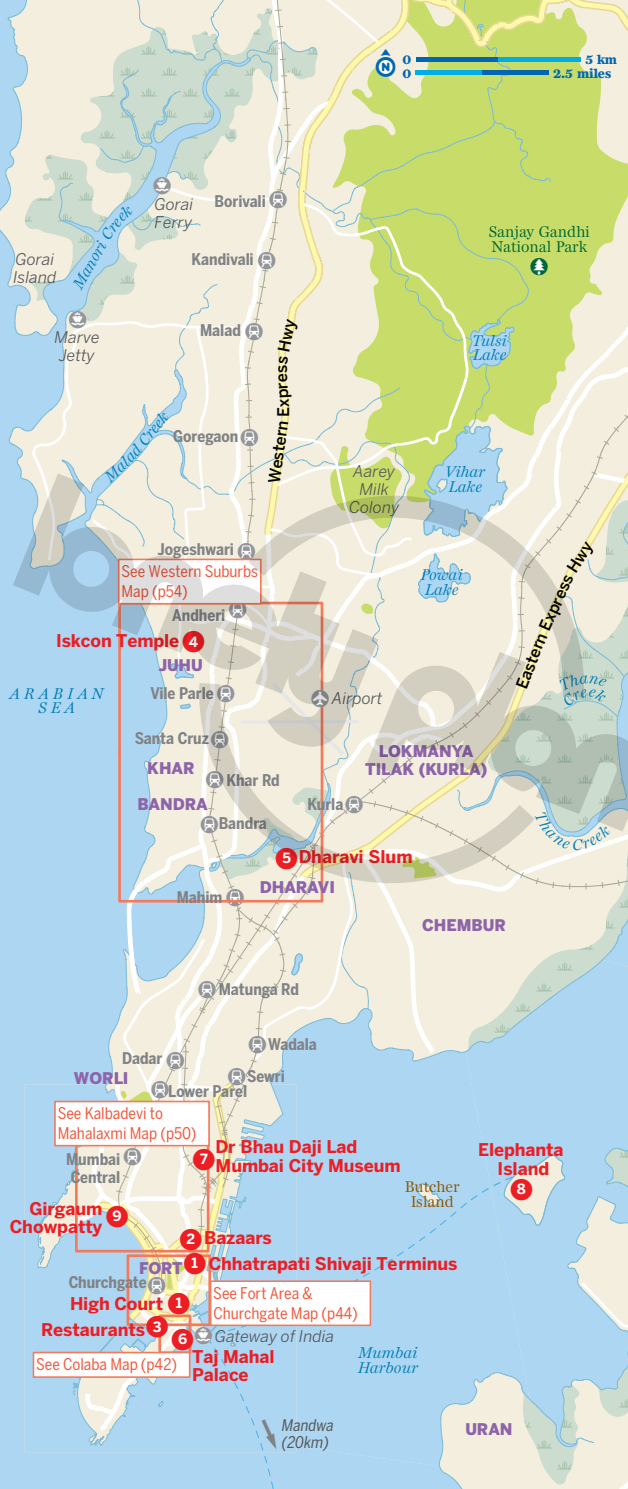 0
5 km
N
0
2.5 miles
Gorai
Ferry
Borivali
Manori Creek
Sanjay Gandhi
National Park
Gorai
Island
Kandivali
Marve
Jetty
Malad
Western Express Hwy
Tulsi
Lake
Malad Creek
Goregaon
Aarey
Milk
Colony
Vihar
Lake
Jogeshwari
See Western Suburbs
Map (p54)
Powai
Lake
Eastern Express Hwy
Andheri
Iskcon Temple 4
JUHU
ARABIAN
SEA
Vile Parle
Airport
Thane
Creek
Santa Cruz
LOKMANYA
TILAK (KURLA)
KHAR
Khar Rd
BANDRA
Kurla
Bandra
Thane Creek
5 Dharavi Slum
DHARAVI
Mahim
CHEMBUR
Matunga Rd
Wadala
Dadar
WORLI
Sewri
Lower Parel
See Kalbadevi to
Mahalaxmi Map (p50)
Mumbai
Central
7 Dr Bhau Daji Lad
Mumbai City Museum
Elephanta
Island
8
Butcher
Island
Girgaum
Chowpatty
9
2 Bazaars
FORT
1 Chhatrapati Shivaji Terminus
Churchgate
See Fort Area &
Churchgate Map (p44)
High Court 1
Restaurants 3
6
Gateway of India
Taj Mahal
Palace
See Colaba Map (p42)
Mumbai
Harbour
Mandwa
(20km)
URAN